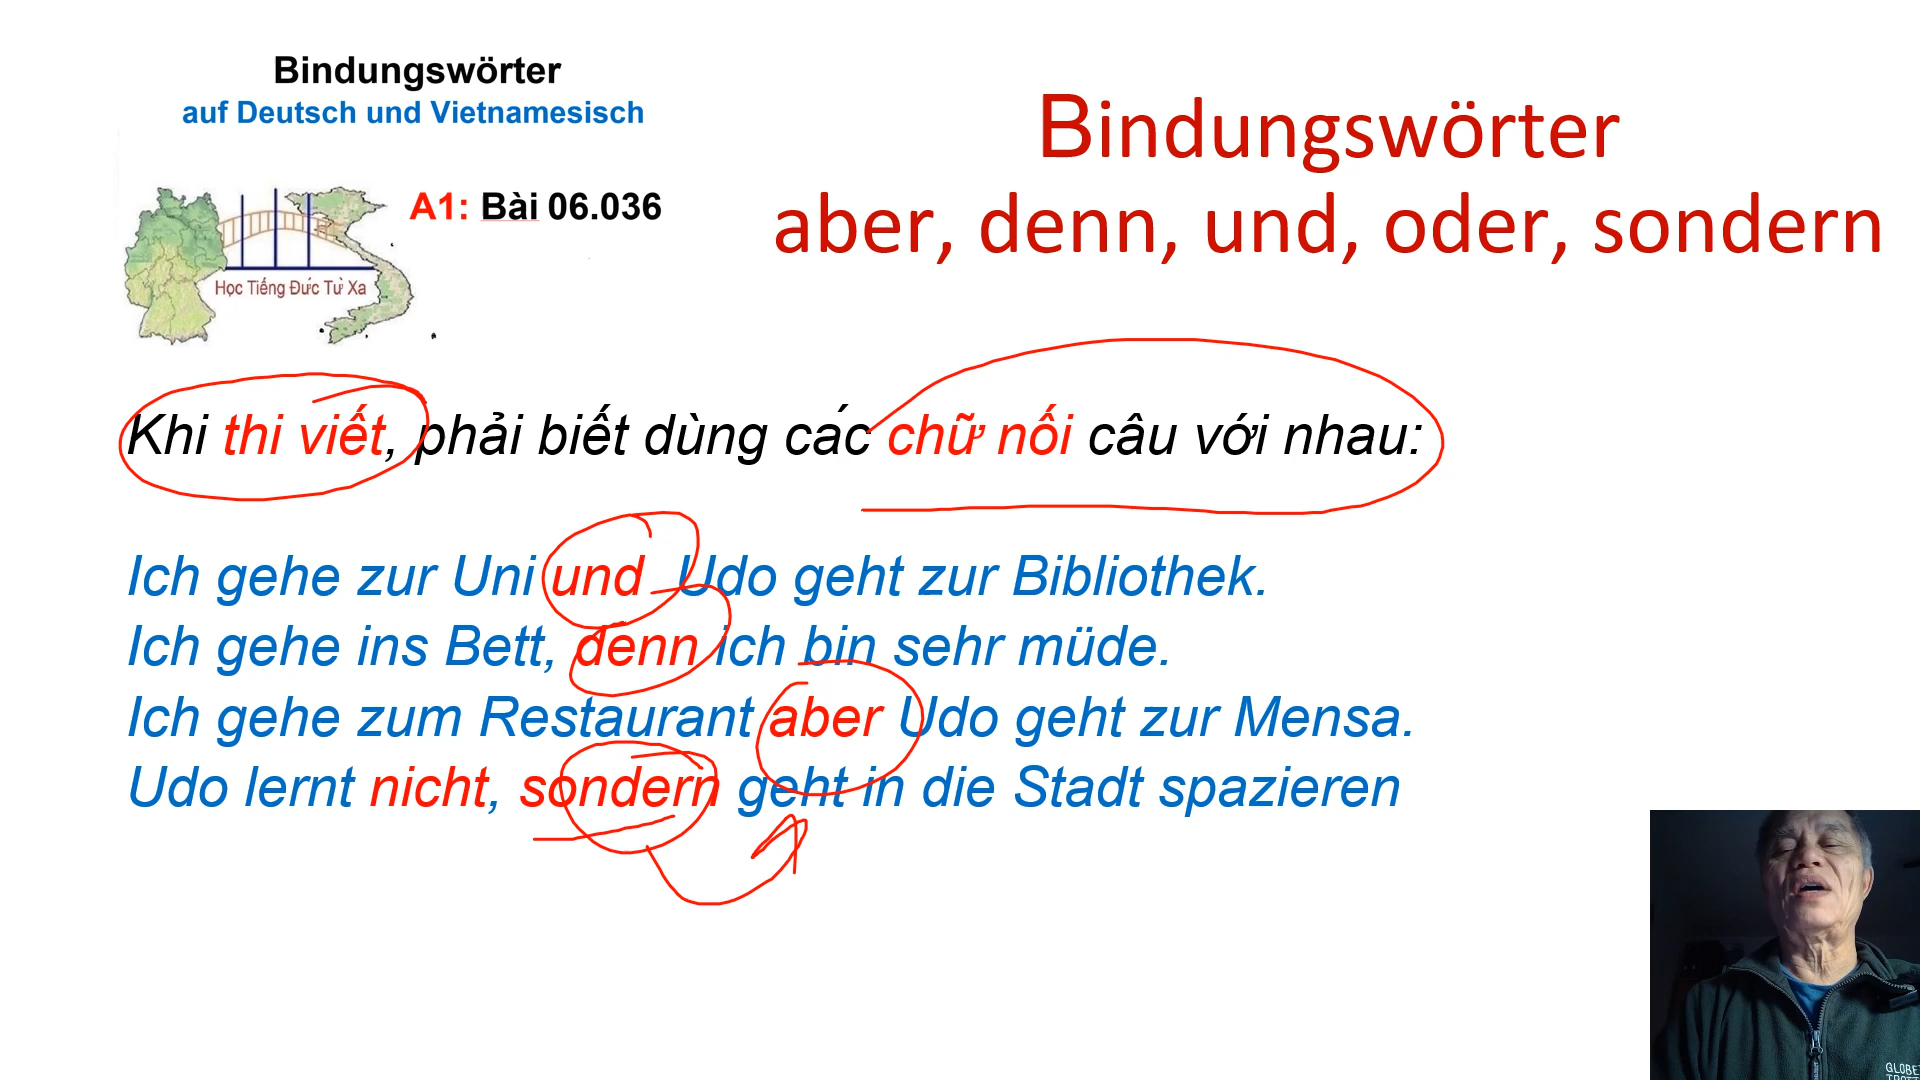 Bindungswörter
auf Deutsch und Vietnamesisch
A1: Bài 06.036
Học Tiếng Đức Từ Xa
Bindungswörter
aber, denn, und, oder, sondern
Khi thi viết, phải biết dùng các chữ nối câu với nhau:
Ich gehe zur Uni und Udo geht zur Bibliothek.
Ich gehe ins Bett, denn ich bin sehr müde.
Ich gehe zum Restaurant aber Udo geht zur Mensa.
Udo lernt nicht, sondern geht in die Stadt spazieren